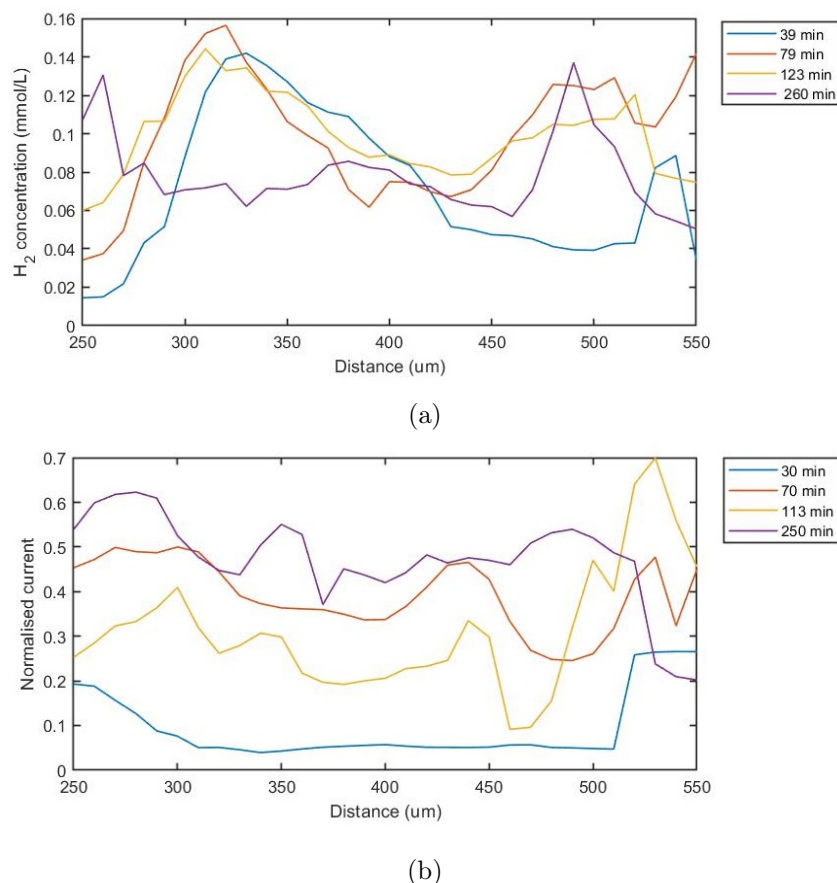 0.16
0.14
0.12
0.1
0.08
0.06
0.04
0.02
0
H2 concentration (mmol/L)
250 300 350 400 450 500 550
Distance (um)
39 min
79 min
123 min
260 min
(a)
0.7
0.6
0.5
0.4
0.3
0.2
0.1
0
Normalised current
250 300 350 400 450 500 550
Distance (um)
30 min
70 min
113 min
250 min
(b)